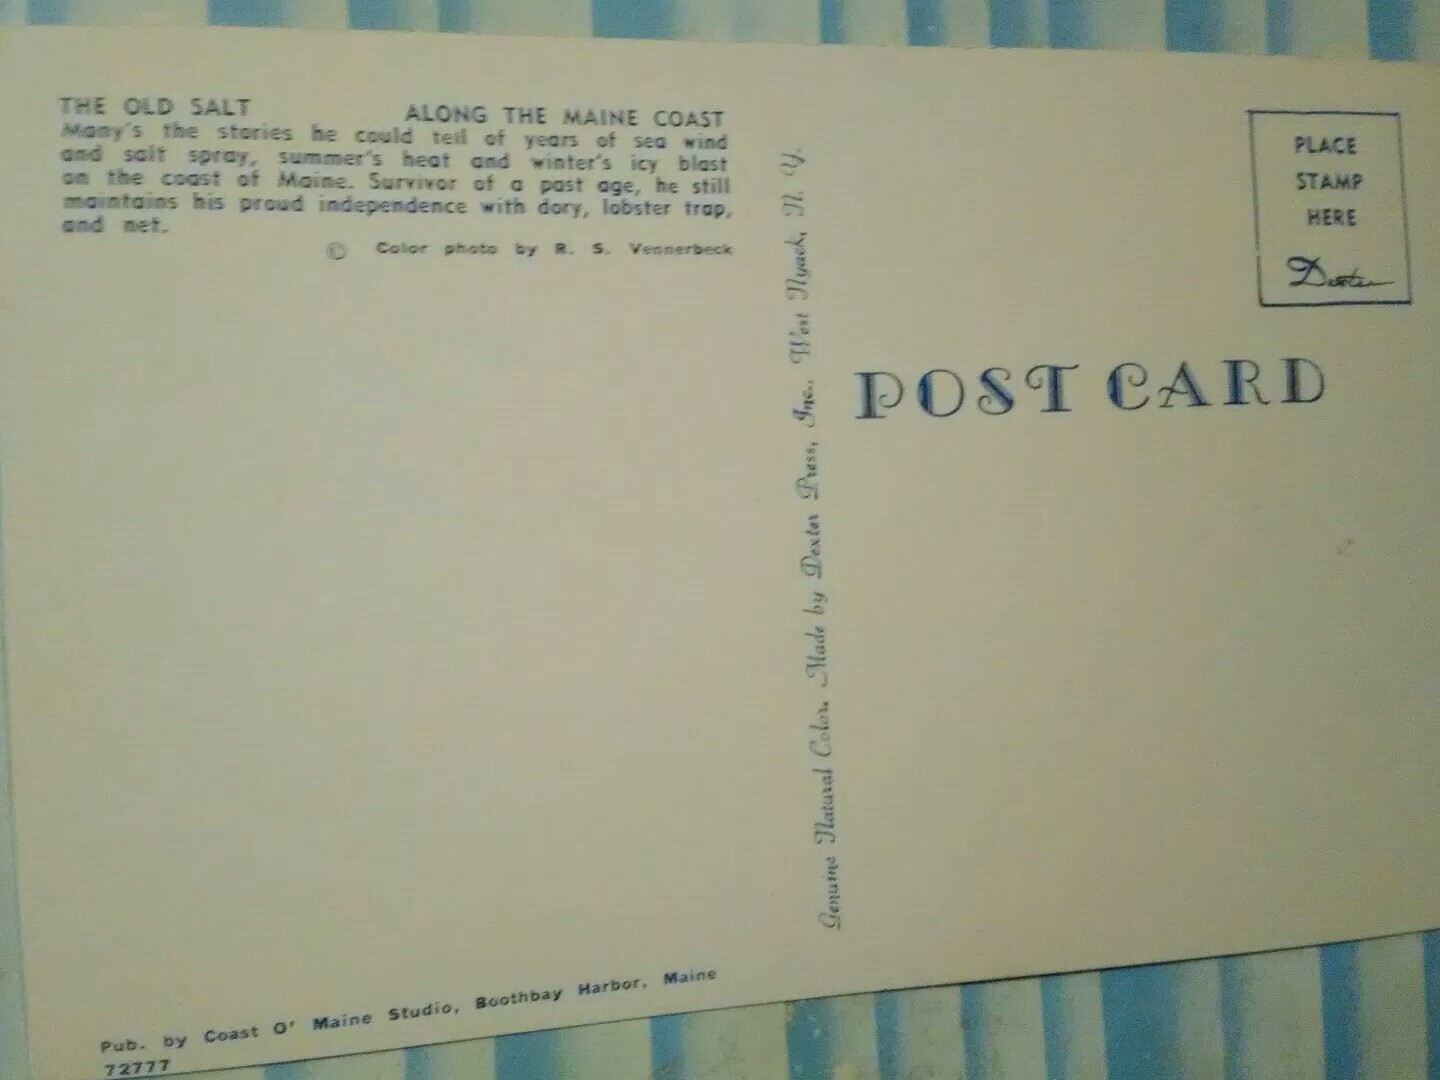 THE OLD SALT ALONG THE MAINE COAST
Many's the stories he could tell of years of sea wind
and salt spray, summer's heat and winter's icy blast
on the coast of Maine. Survivor of a past age, he still
maintains his proud independence with dory, lobster trap,
and net.
© Color photo by R. S. Vennerbeck
Pub. by Coast O' Maine Studio, Boothbay Harbor, Maine
72777
Genuine Natural Color. Made by Dexter Press, Inc., West Nyack, N. Y.
PLACE
STAMP
HERE
Dexter
POST CARD